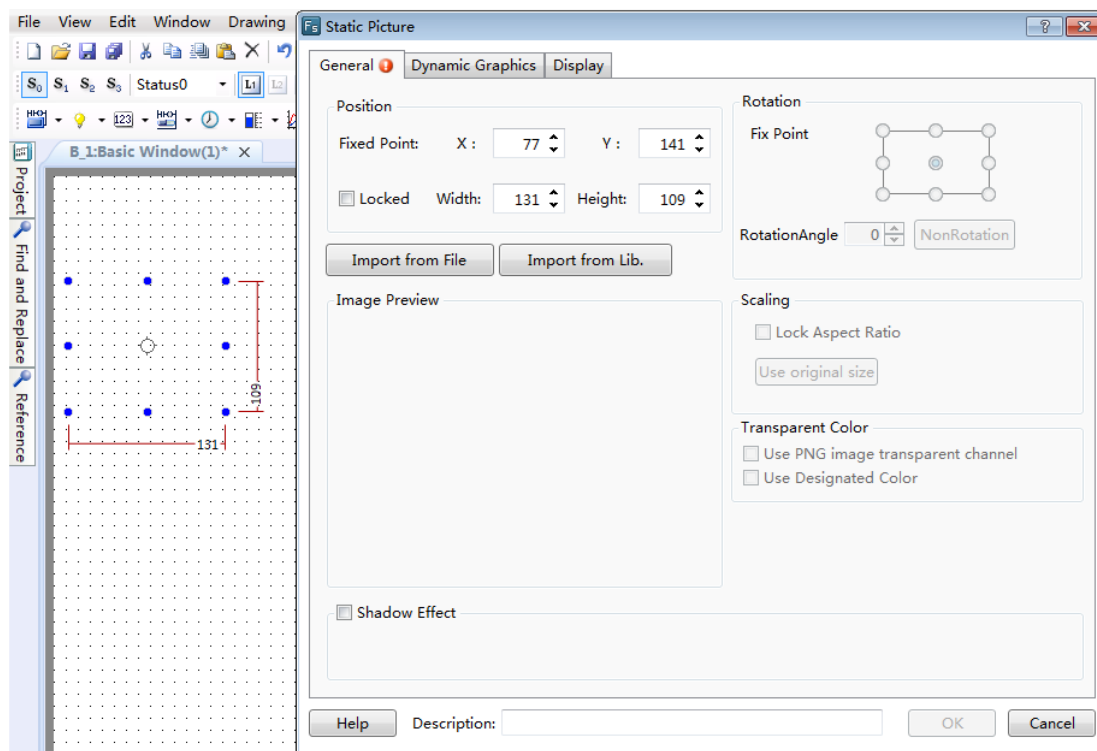 File View Edit Window Drawing
Fs Static Picture
S0 S1 S2 S3 Status0 L1 L2
123
B_1:Basic Window(1)* X
Project
Find and Replace
Reference
109
131
General Dynamic Graphics Display
Position
Fixed Point: X : 77 Y : 141
Locked Width: 131 Height: 109
Import from File Import from Lib.
Image Preview
Shadow Effect
Rotation
Fix Point
RotationAngle 0 NonRotation
Scaling
Lock Aspect Ratio
Use original size
Transparent Color
Use PNG image transparent channel
Use Designated Color
Help Description: OK Cancel